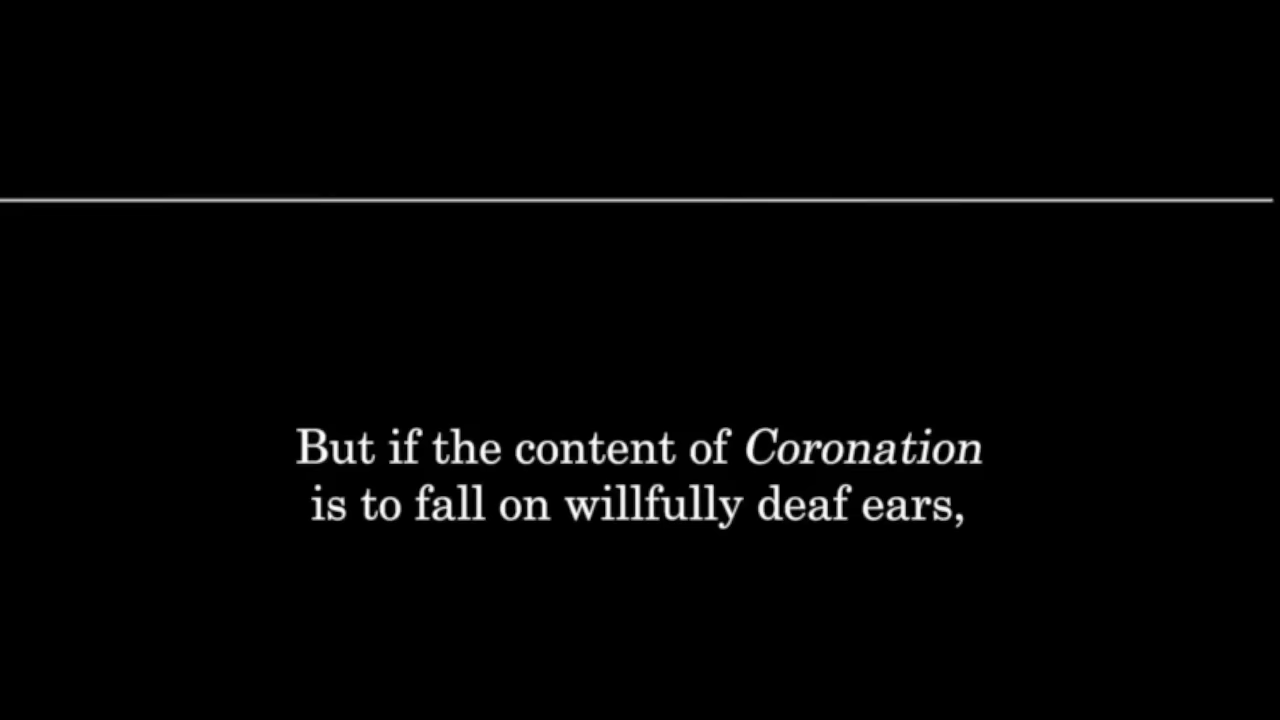 But if the content of Coronation
is to fall on willfully deaf ears,